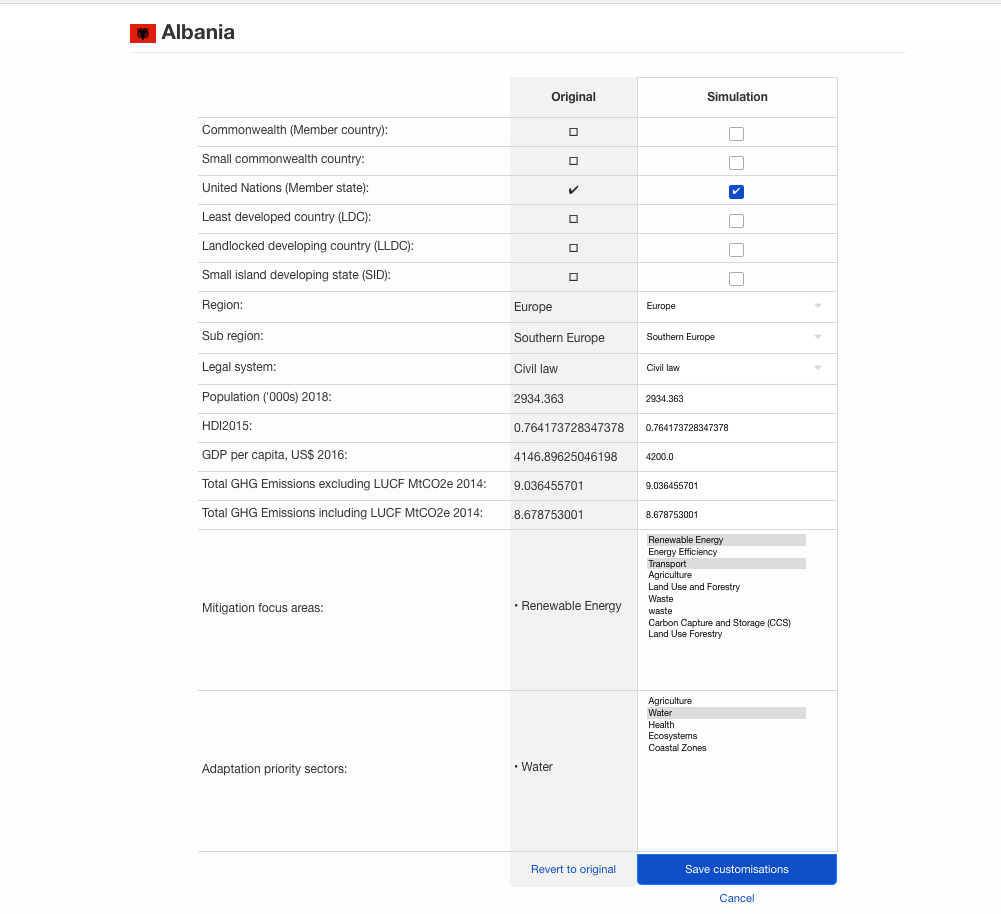 Albania
Original Simulation
Commonwealth (Member country):
Small commonwealth country:
United Nations (Member state): ✔ ✔
Least developed country (LDC):
Landlocked developing country (LLDC):
Small island developing state (SID):
Region: Europe Europe
Sub region: Southern Europe Southern Europe
Legal system: Civil law Civil law
Population ('000s) 2018: 2934.363 2934.363
HDI2015: 0.764173728347378 0.764173728347378
GDP per capita, US$ 2016: 4146.89625046198 4200.0
Total GHG Emissions excluding LUCF MtCO2e 2014: 9.036455701 9.036455701
Total GHG Emissions including LUCF MtCO2e 2014: 8.678753001 8.678753001
Mitigation focus areas:
• Renewable Energy
Renewable Energy
Energy Efficiency
Transport
Agriculture
Land Use and Forestry
Waste
waste
Carbon Capture and Storage (CCS)
Land Use Forestry
Adaptation priority sectors:
• Water
Agriculture
Water
Health
Ecosystems
Coastal Zones
Revert to original Save customisations
Cancel